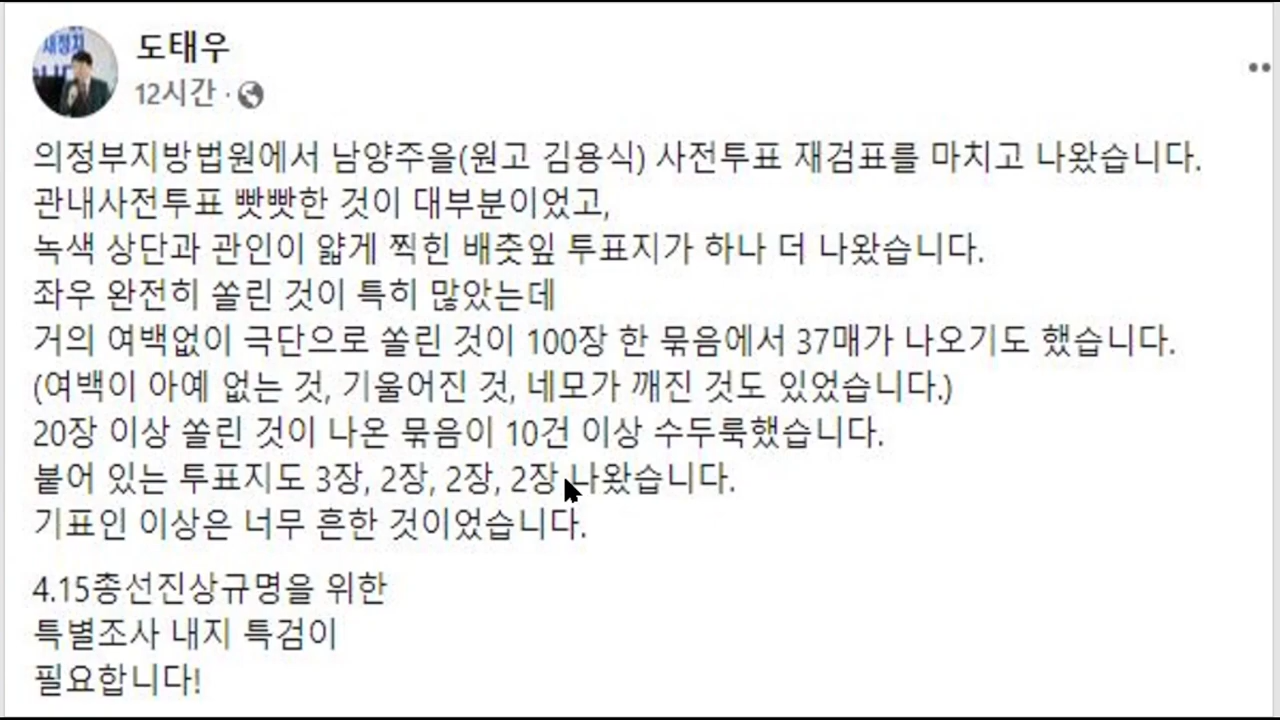 새정치
도태우
12시간 ·
의정부지방법원에서 남양주을(원고 김용식) 사전투표 재검표를 마치고 나왔습니다.
관내사전투표 빳빳한 것이 대부분이었고,
녹색 상단과 관인이 얇게 찍힌 배춧잎 투표지가 하나 더 나왔습니다.
좌우 완전히 쏠린 것이 특히 많았는데
거의 여백없이 극단으로 쏠린 것이 100장 한 묶음에서 37매가 나오기도 했습니다.
(여백이 아예 없는 것, 기울어진 것, 네모가 깨진 것도 있었습니다.)
20장 이상 쏠린 것이 나온 묶음이 10건 이상 수두룩했습니다.
붙어 있는 투표지도 3장, 2장, 2장, 2장 나왔습니다.
기표인 이상은 너무 흔한 것이었습니다.
4.15총선진상규명을 위한
특별조사 내지 특검이
필요합니다!